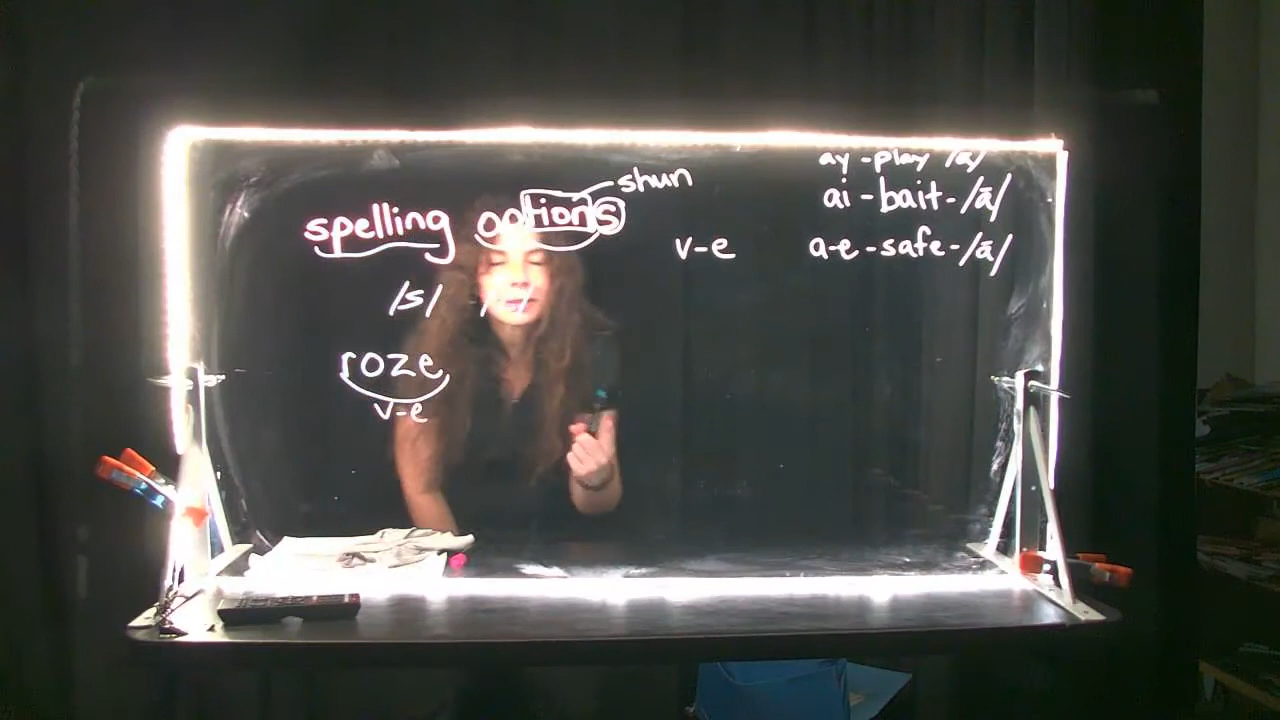 shun
spelling options
/s/
roze
v-e
v-e
ay-play /ā/
ai-bait-/ā/
a-e-safe-/ā/